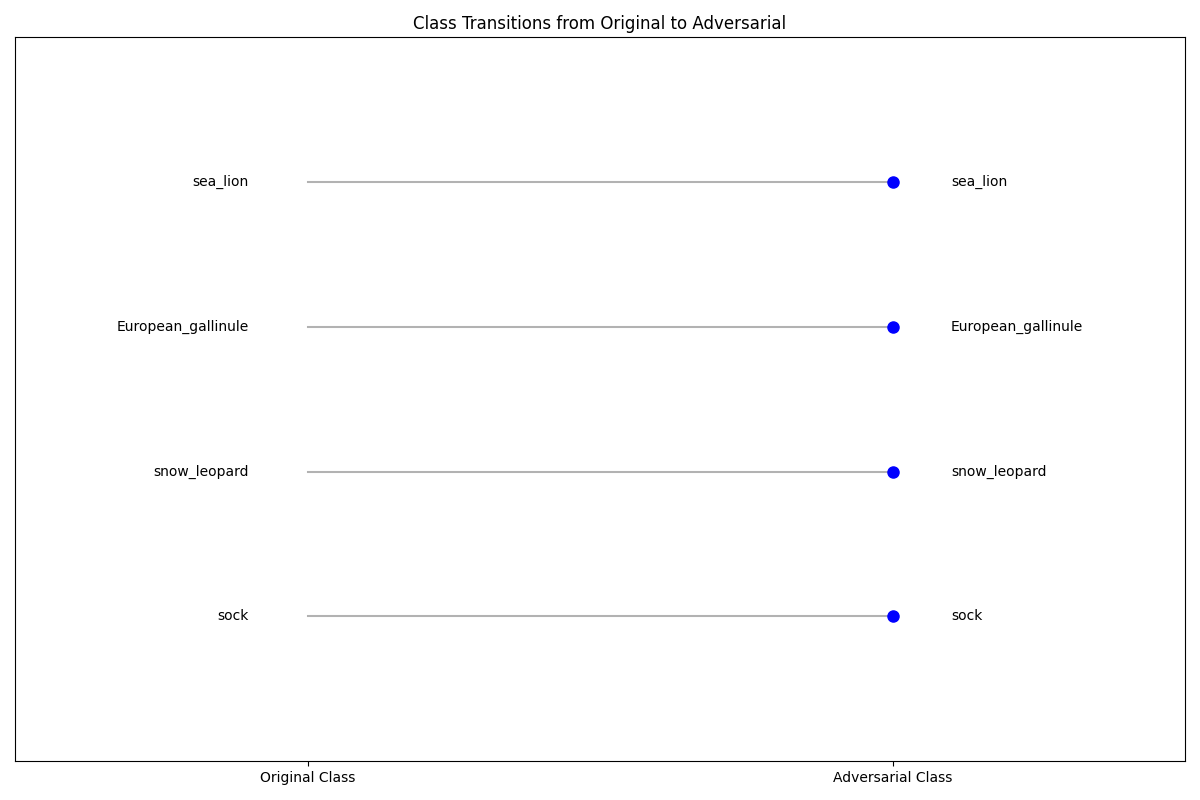 Class Transitions from Original to Adversarial
sea_lion
sea_lion
European_gallinule
European_gallinule
snow_leopard
snow_leopard
sock
sock
Original Class
Adversarial Class